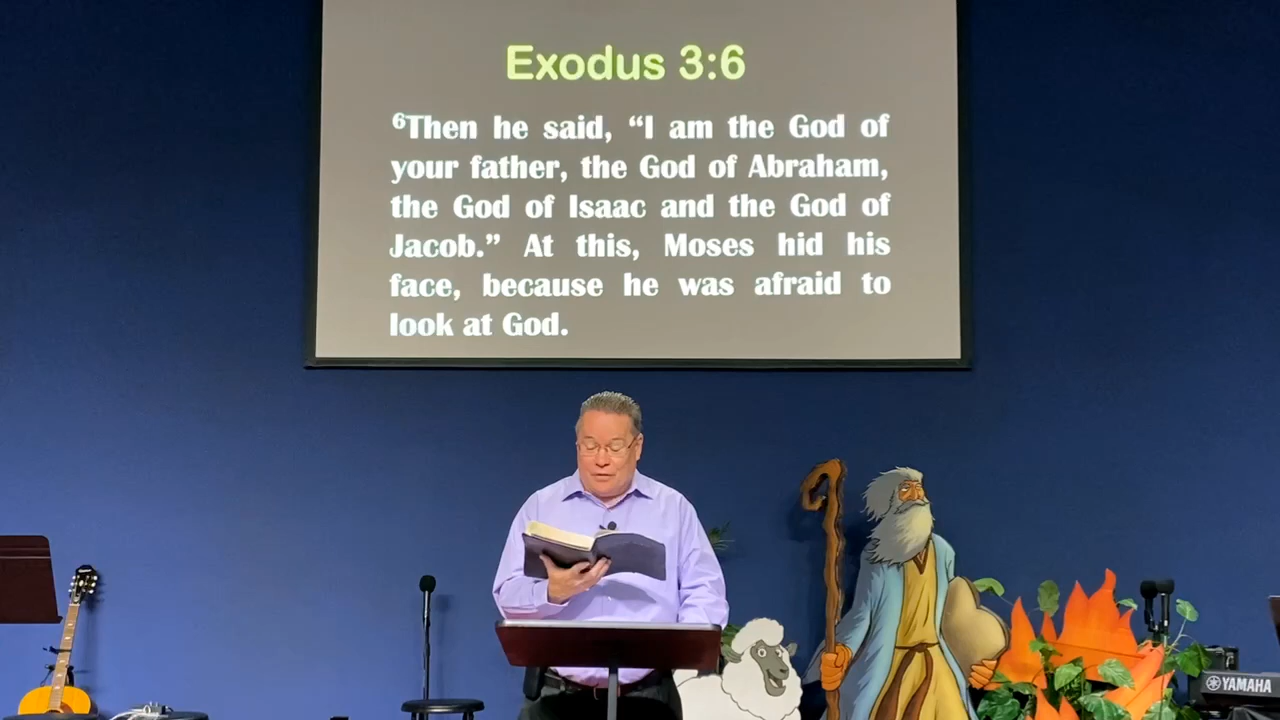 Exodus 3:6
⁶Then he said, “I am the God of
your father, the God of Abraham,
the God of Isaac and the God of
Jacob.” At this, Moses hid his
face, because he was afraid to
look at God.
YAMAHA